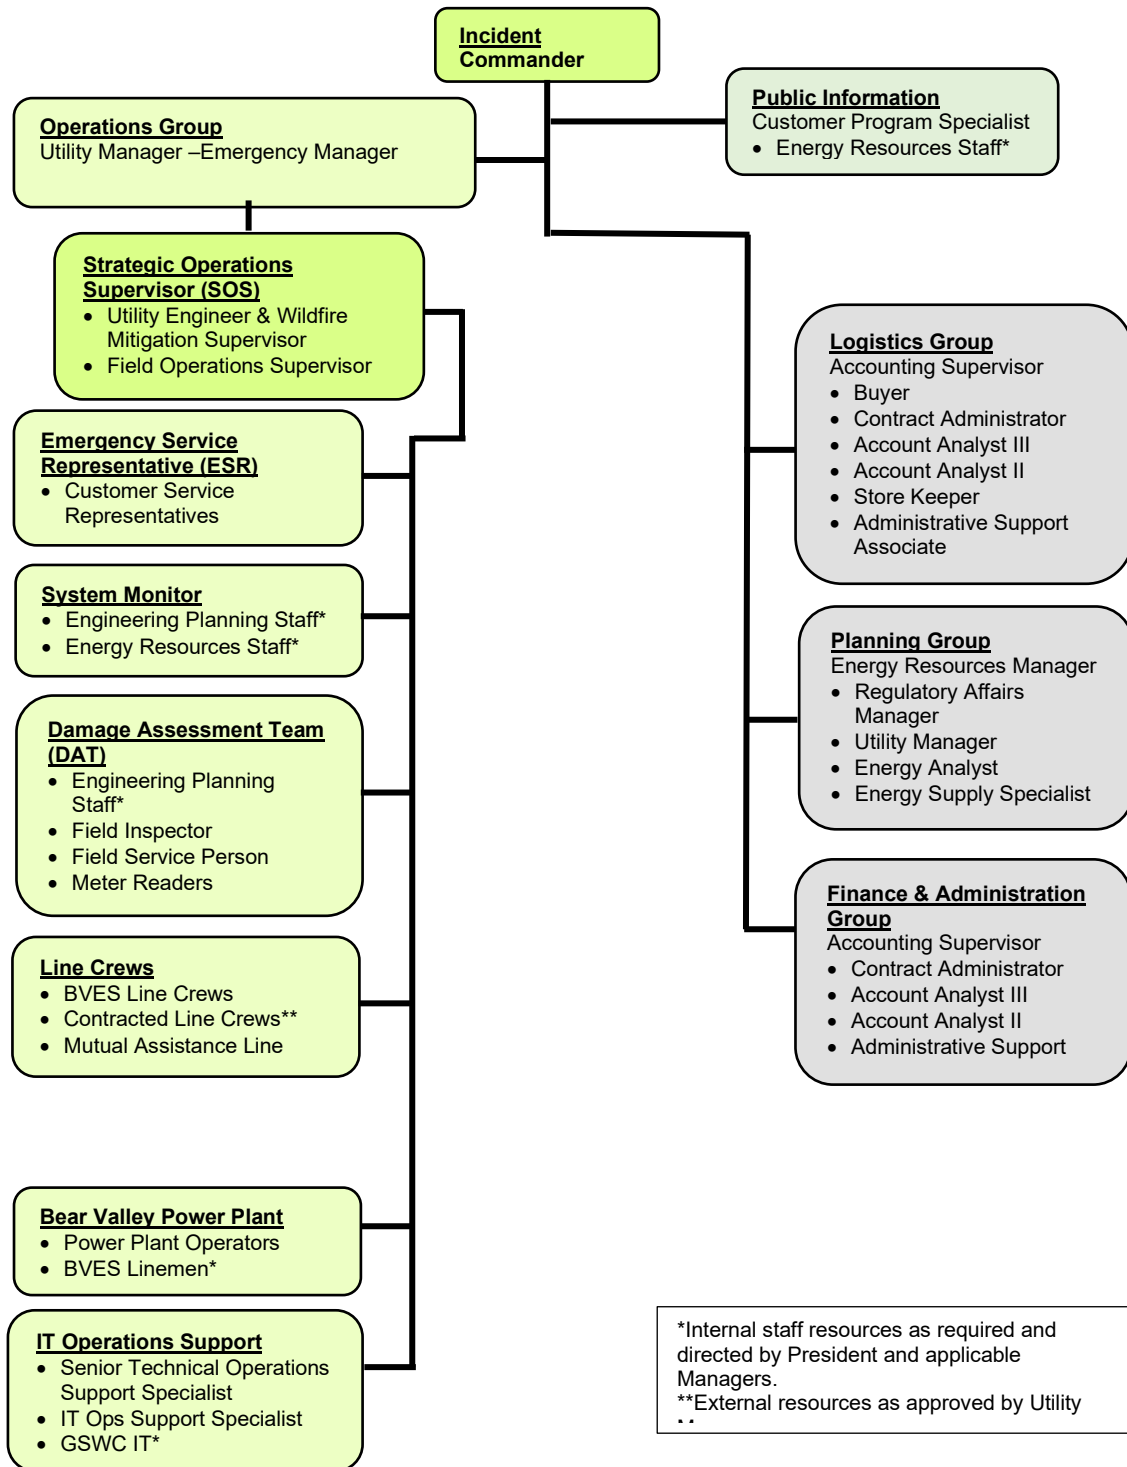 Incident
Commander
Public Information
Customer Program Specialist
• Energy Resources Staff*
Operations Group
Utility Manager –Emergency Manager
Strategic Operations
Supervisor (SOS)
• Utility Engineer & Wildfire
Mitigation Supervisor
• Field Operations Supervisor
Emergency Service
Representative (ESR)
• Customer Service
Representatives
System Monitor
• Engineering Planning Staff*
• Energy Resources Staff*
Damage Assessment Team
(DAT)
• Engineering Planning
Staff*
• Field Inspector
• Field Service Person
• Meter Readers
Line Crews
• BVES Line Crews
• Contracted Line Crews**
• Mutual Assistance Line
Bear Valley Power Plant
• Power Plant Operators
• BVES Linemen*
IT Operations Support
• Senior Technical Operations
Support Specialist
• IT Ops Support Specialist
• GSWC IT*
Logistics Group
Accounting Supervisor
• Buyer
• Contract Administrator
• Account Analyst III
• Account Analyst II
• Store Keeper
• Administrative Support
Associate
Planning Group
Energy Resources Manager
• Regulatory Affairs
Manager
• Utility Manager
• Energy Analyst
• Energy Supply Specialist
Finance & Administration
Group
Accounting Supervisor
• Contract Administrator
• Account Analyst III
• Account Analyst II
• Administrative Support
*Internal staff resources as required and
directed by President and applicable
Managers.
**External resources as approved by Utility